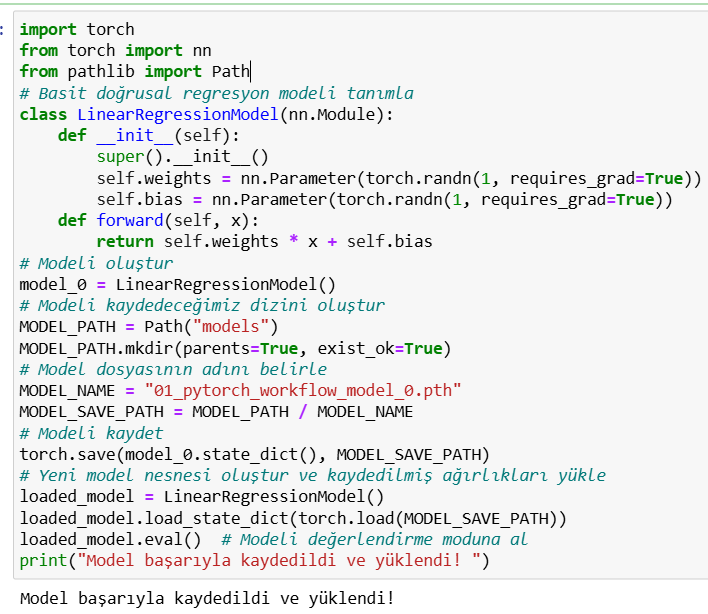 :
import torch
from torch import nn
from pathlib import Path
# Basit doğrusal regresyon modeli tanımla
class LinearRegressionModel(nn.Module):
    def __init__(self):
        super().__init__()
        self.weights = nn.Parameter(torch.randn(1, requires_grad=True))
        self.bias = nn.Parameter(torch.randn(1, requires_grad=True))
    def forward(self, x):
        return self.weights * x + self.bias
# Modeli oluştur
model_0 = LinearRegressionModel()
# Modeli kaydedeceğimiz dizini oluştur
MODEL_PATH = Path("models")
MODEL_PATH.mkdir(parents=True, exist_ok=True)
# Model dosyasının adını belirle
MODEL_NAME = "01_pytorch_workflow_model_0.pth"
MODEL_SAVE_PATH = MODEL_PATH / MODEL_NAME
# Modeli kaydet
torch.save(model_0.state_dict(), MODEL_SAVE_PATH)
# Yeni model nesnesi oluştur ve kaydedilmiş ağırlıkları yükle
loaded_model = LinearRegressionModel()
loaded_model.load_state_dict(torch.load(MODEL_SAVE_PATH))
loaded_model.eval()  # Modeli değerlendirme moduna al
print("Model başarıyla kaydedildi ve yüklendi! ")
Model başarıyla kaydedildi ve yüklendi!